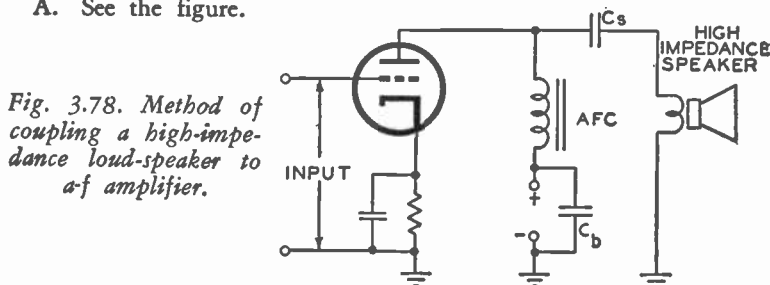 A. See the figure.
Fig. 3.78. Method of
coupling a high-impe-
dance loud-speaker to
a-f amplifier.
INPUT
Cs
AFC
+
-
Cb
HIGH
IMPEDANCE
SPEAKER